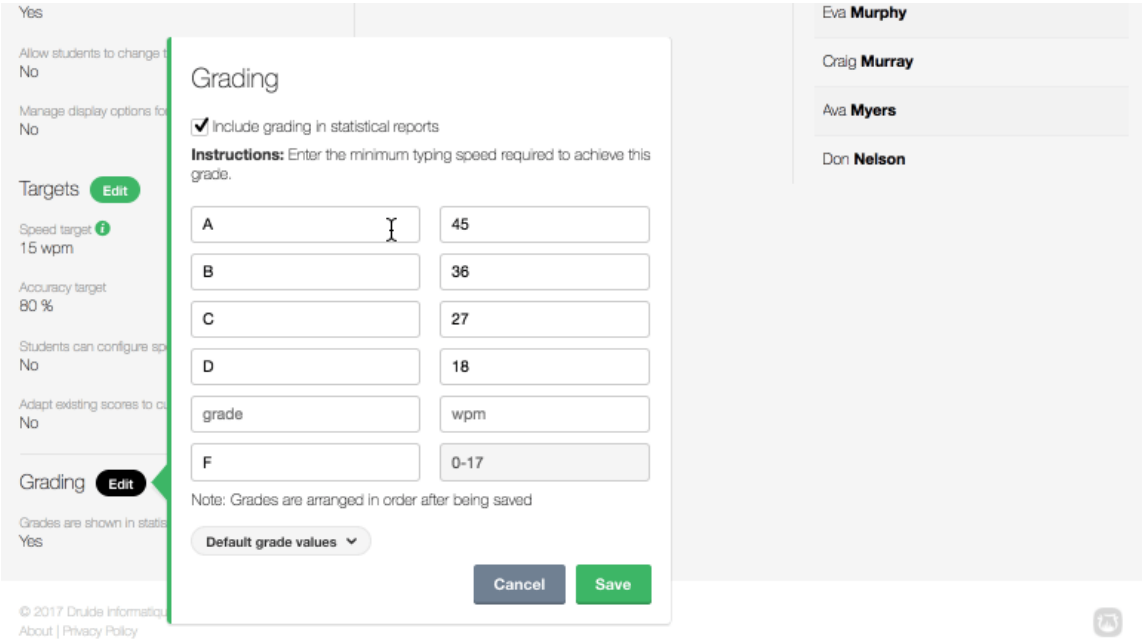 Yes
Allow students to change t
No
Manage display options fo
No
Targets Edit
Speed target i
15 wpm
Accuracy target
80 %
Students can configure sp
No
Adapt existing scores to cu
No
Grading Edit
Grades are shown in statis
Yes
© 2017 Druide informatiqu
About | Privacy Policy
Grading
Include grading in statistical reports
Instructions: Enter the minimum typing speed required to achieve this
grade.
A 45
B 36
C 27
D 18
grade wpm
F 0-17
Note: Grades are arranged in order after being saved
Default grade values
Cancel Save
Eva Murphy
Craig Murray
Ava Myers
Don Nelson